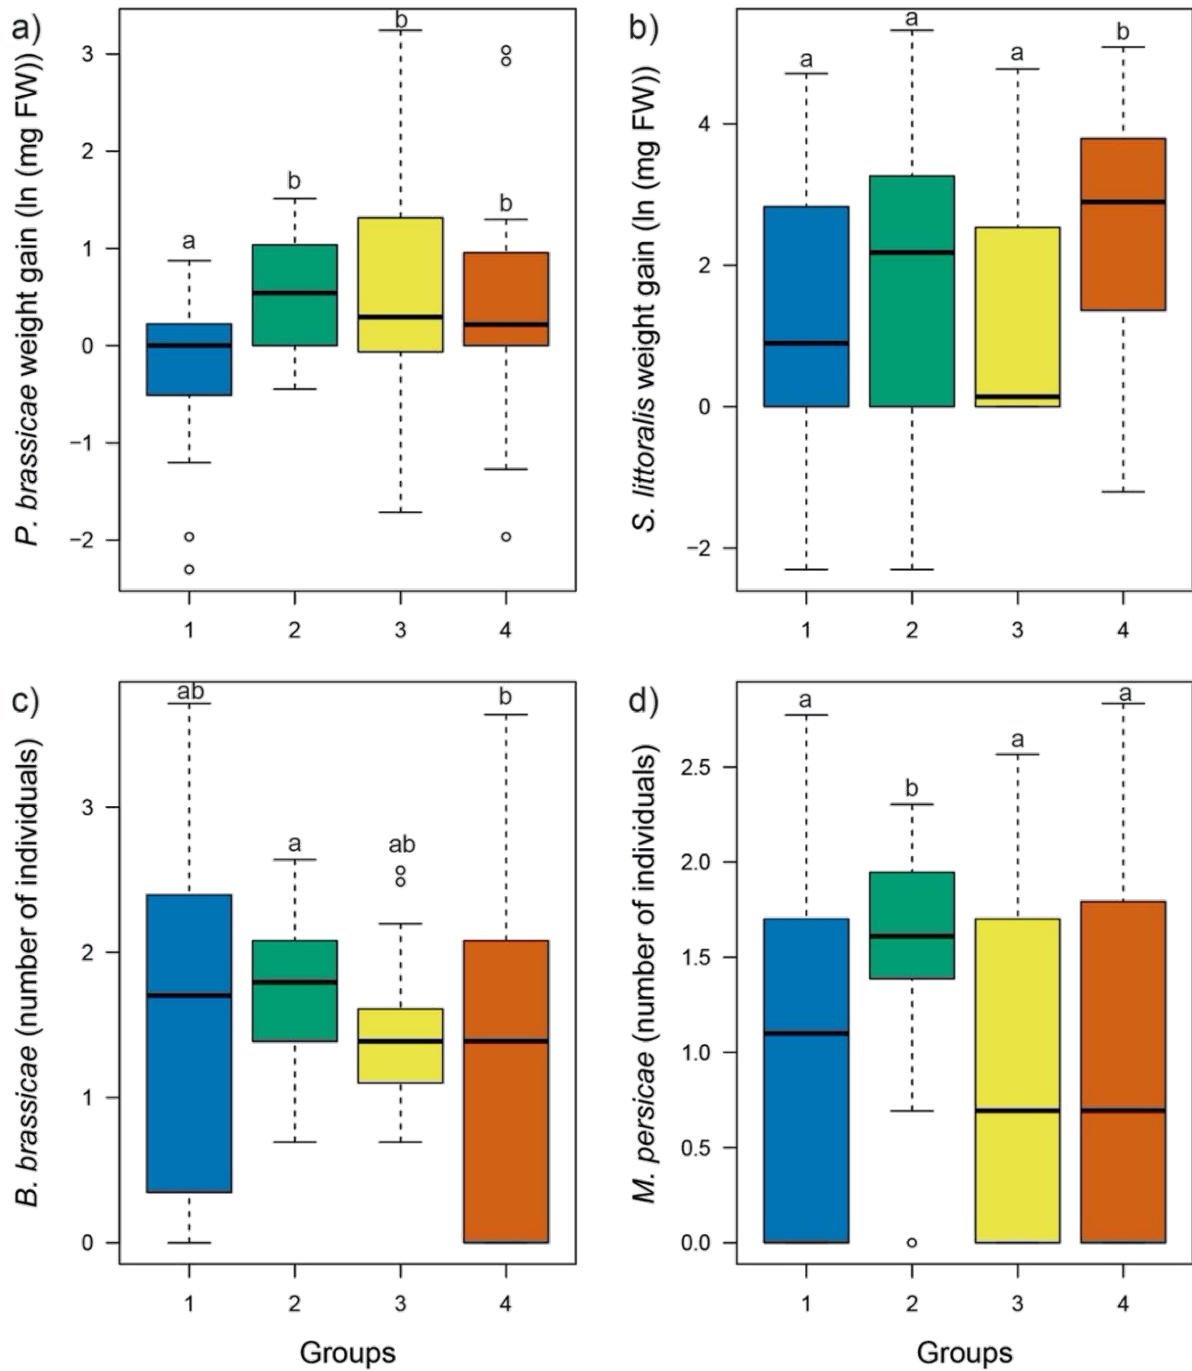 a)
P. brassicae weight gain (ln (mg FW))
3
2
1
0
−1
−2
a
b
b
b
1 2 3 4
b)
S. littoralis weight gain (ln (mg FW))
4
2
0
−2
a
a
a
b
1 2 3 4
c)
B. brassicae (number of individuals)
3
2
1
0
ab
a
ab
b
1 2 3 4
Groups
d)
M. persicae (number of individuals)
2.5
2.0
1.5
1.0
0.5
0.0
a
b
a
a
1 2 3 4
Groups